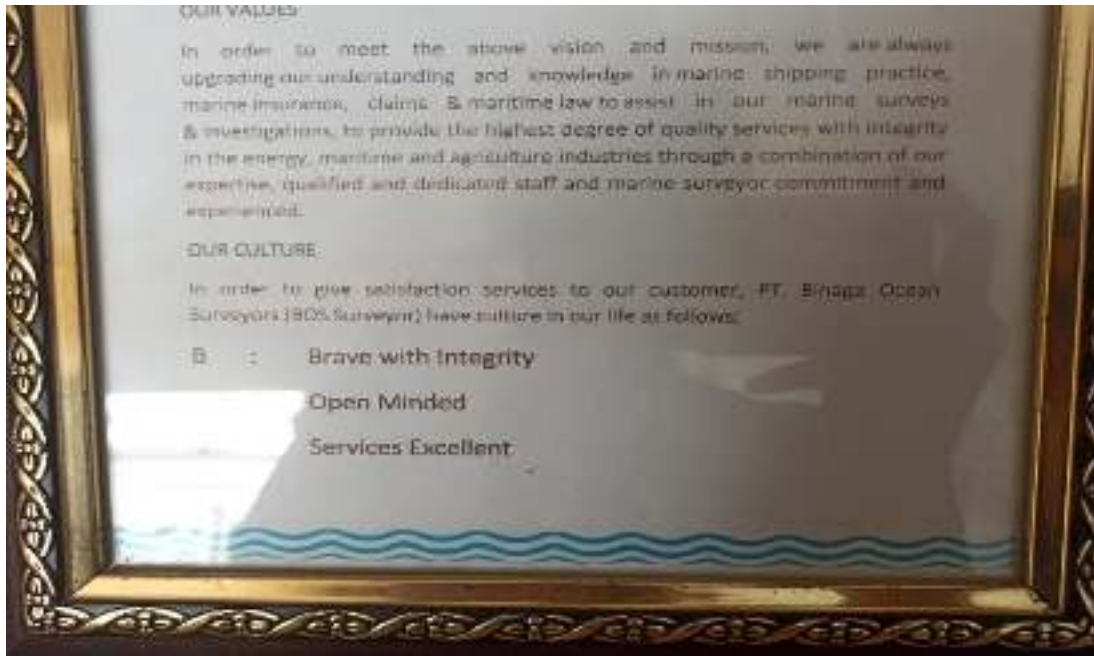 OUR VALUES
In order to meet the above vision and mission, we are always
upgrading our understanding and knowledge in marine shipping practice,
marine insurance, claims & maritime law to assist in our marine surveys
& investigations, to provide the highest degree of quality services with integrity
in the energy, maritime and agriculture industries through a combination of our
expertise, qualified and dedicated staff and marine surveyor commitment and
experienced.
OUR CULTURE
In order to give satisfaction services to our customer, PT. Binaga Ocean
Surveyors (BOS Surveyor) have culture in our life as follows:
B : Brave with Integrity
Open Minded
Services Excellent